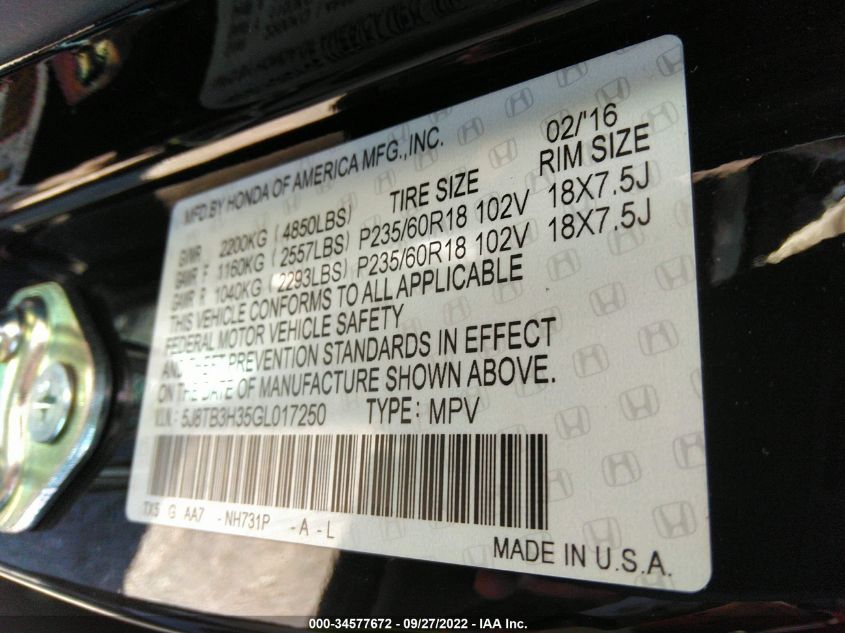 MFD.BY HONDA OF AMERICA MFG.,INC. 02/'16
TIRE SIZE RIM SIZE
GVWR 2200KG ( 4850LBS)
GAWR F 1160KG ( 2557LBS) P235/60R18 102V 18X7.5J
GAWR R 1040KG ( 2293LBS) P235/60R18 102V 18X7.5J
THIS VEHICLE CONFORMS TO ALL APPLICABLE
FEDERAL MOTOR VEHICLE SAFETY
AND THEFT PREVENTION STANDARDS IN EFFECT
ON THE DATE OF MANUFACTURE SHOWN ABOVE.
V.I.N.: 5J8TB3H35GL017250 TYPE: MPV
TX5 G AA7 - NH731P - A - L
MADE IN U.S.A.
000-34577672 - 09/27/2022 - IAA Inc.